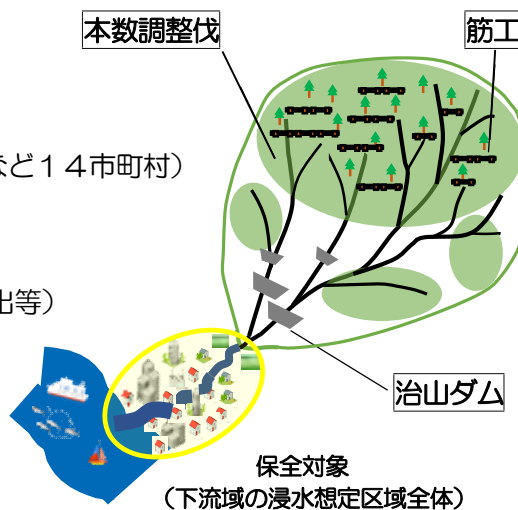 本数調整伐
筋工
など１４市町村）
出等）
治山ダム
保全対象
（下流域の浸水想定区域全体）